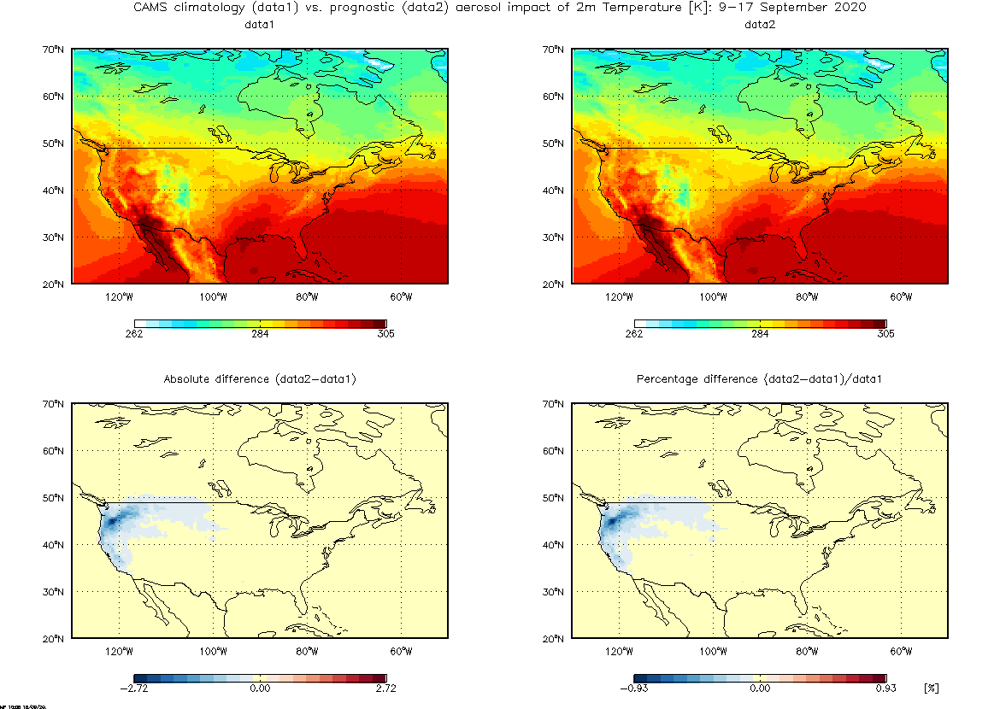 CAMS climatology (data1) vs. prognostic (data2) aerosol impact of 2m Temperature [K]: 9-17 September 2020
data1 data2
70°N 70°N
60°N 60°N
50°N 50°N
40°N 40°N
30°N 30°N
20°N 20°N
120°W 100°W 80°W 60°W 120°W 100°W 80°W 60°W
262 284 305 262 284 305
Absolute difference (data2-data1) Percentage difference (data2-data1)/data1
70°N 70°N
60°N 60°N
50°N 50°N
40°N 40°N
30°N 30°N
20°N 20°N
120°W 100°W 80°W 60°W 120°W 100°W 80°W 60°W
-2.72 0.00 2.72 -0.93 0.00 0.93 [%]